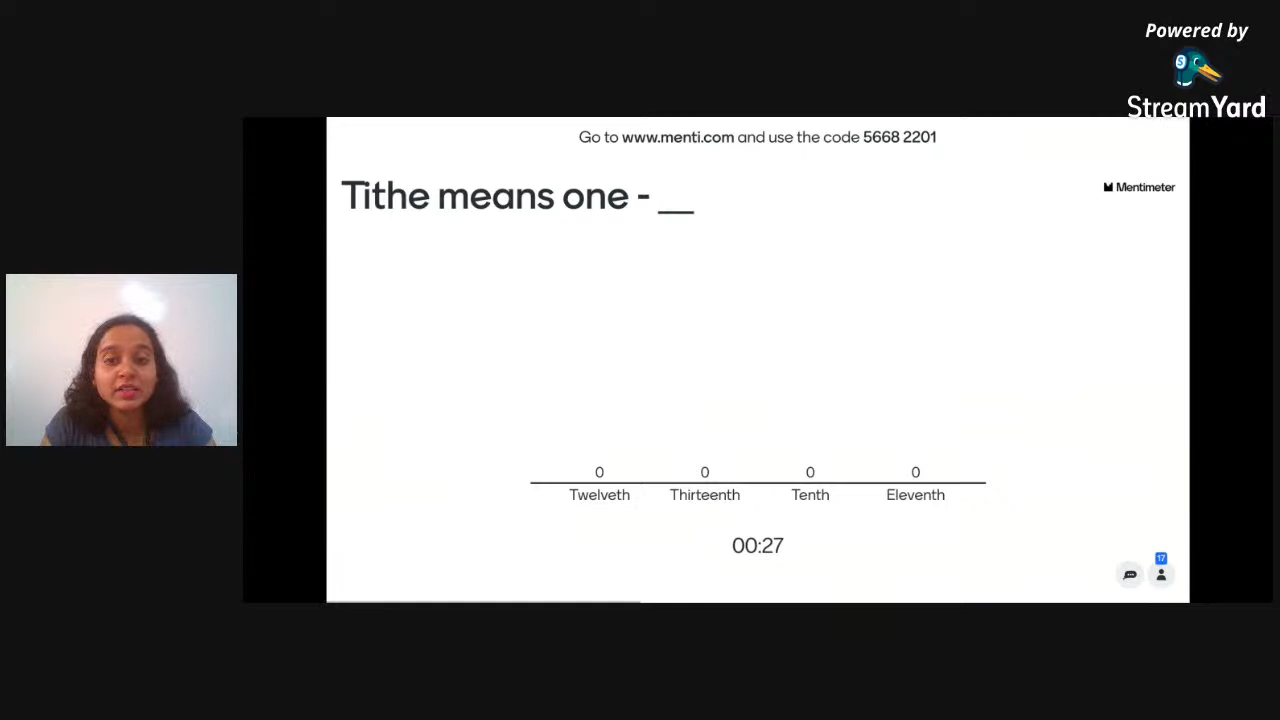 Powered by
StreamYard
Go to www.menti.com and use the code 5668 2201
Tithe means one - __
Mentimeter
0 0 0 0
Twelveth Thirteenth Tenth Eleventh
00:27
17